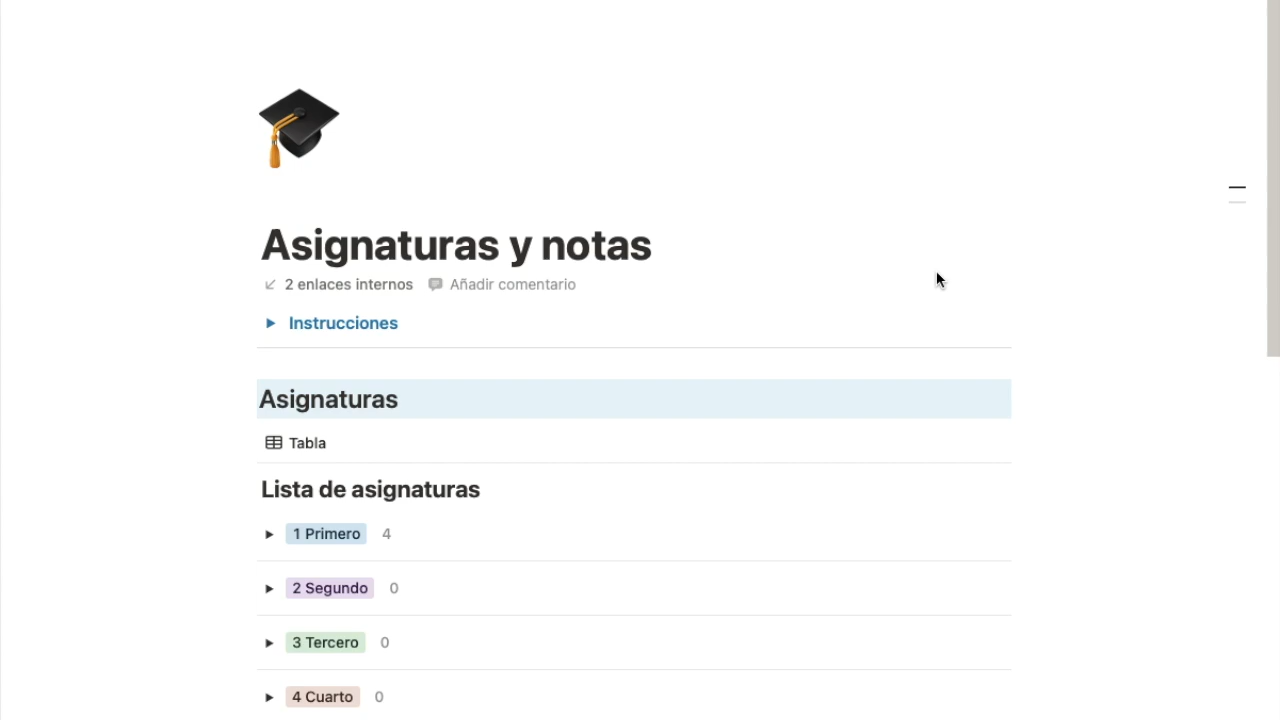 Asignaturas y notas
2 enlaces internos Añadir comentario
Instrucciones
Asignaturas
Tabla
Lista de asignaturas
1 Primero 4
2 Segundo 0
3 Tercero 0
4 Cuarto 0